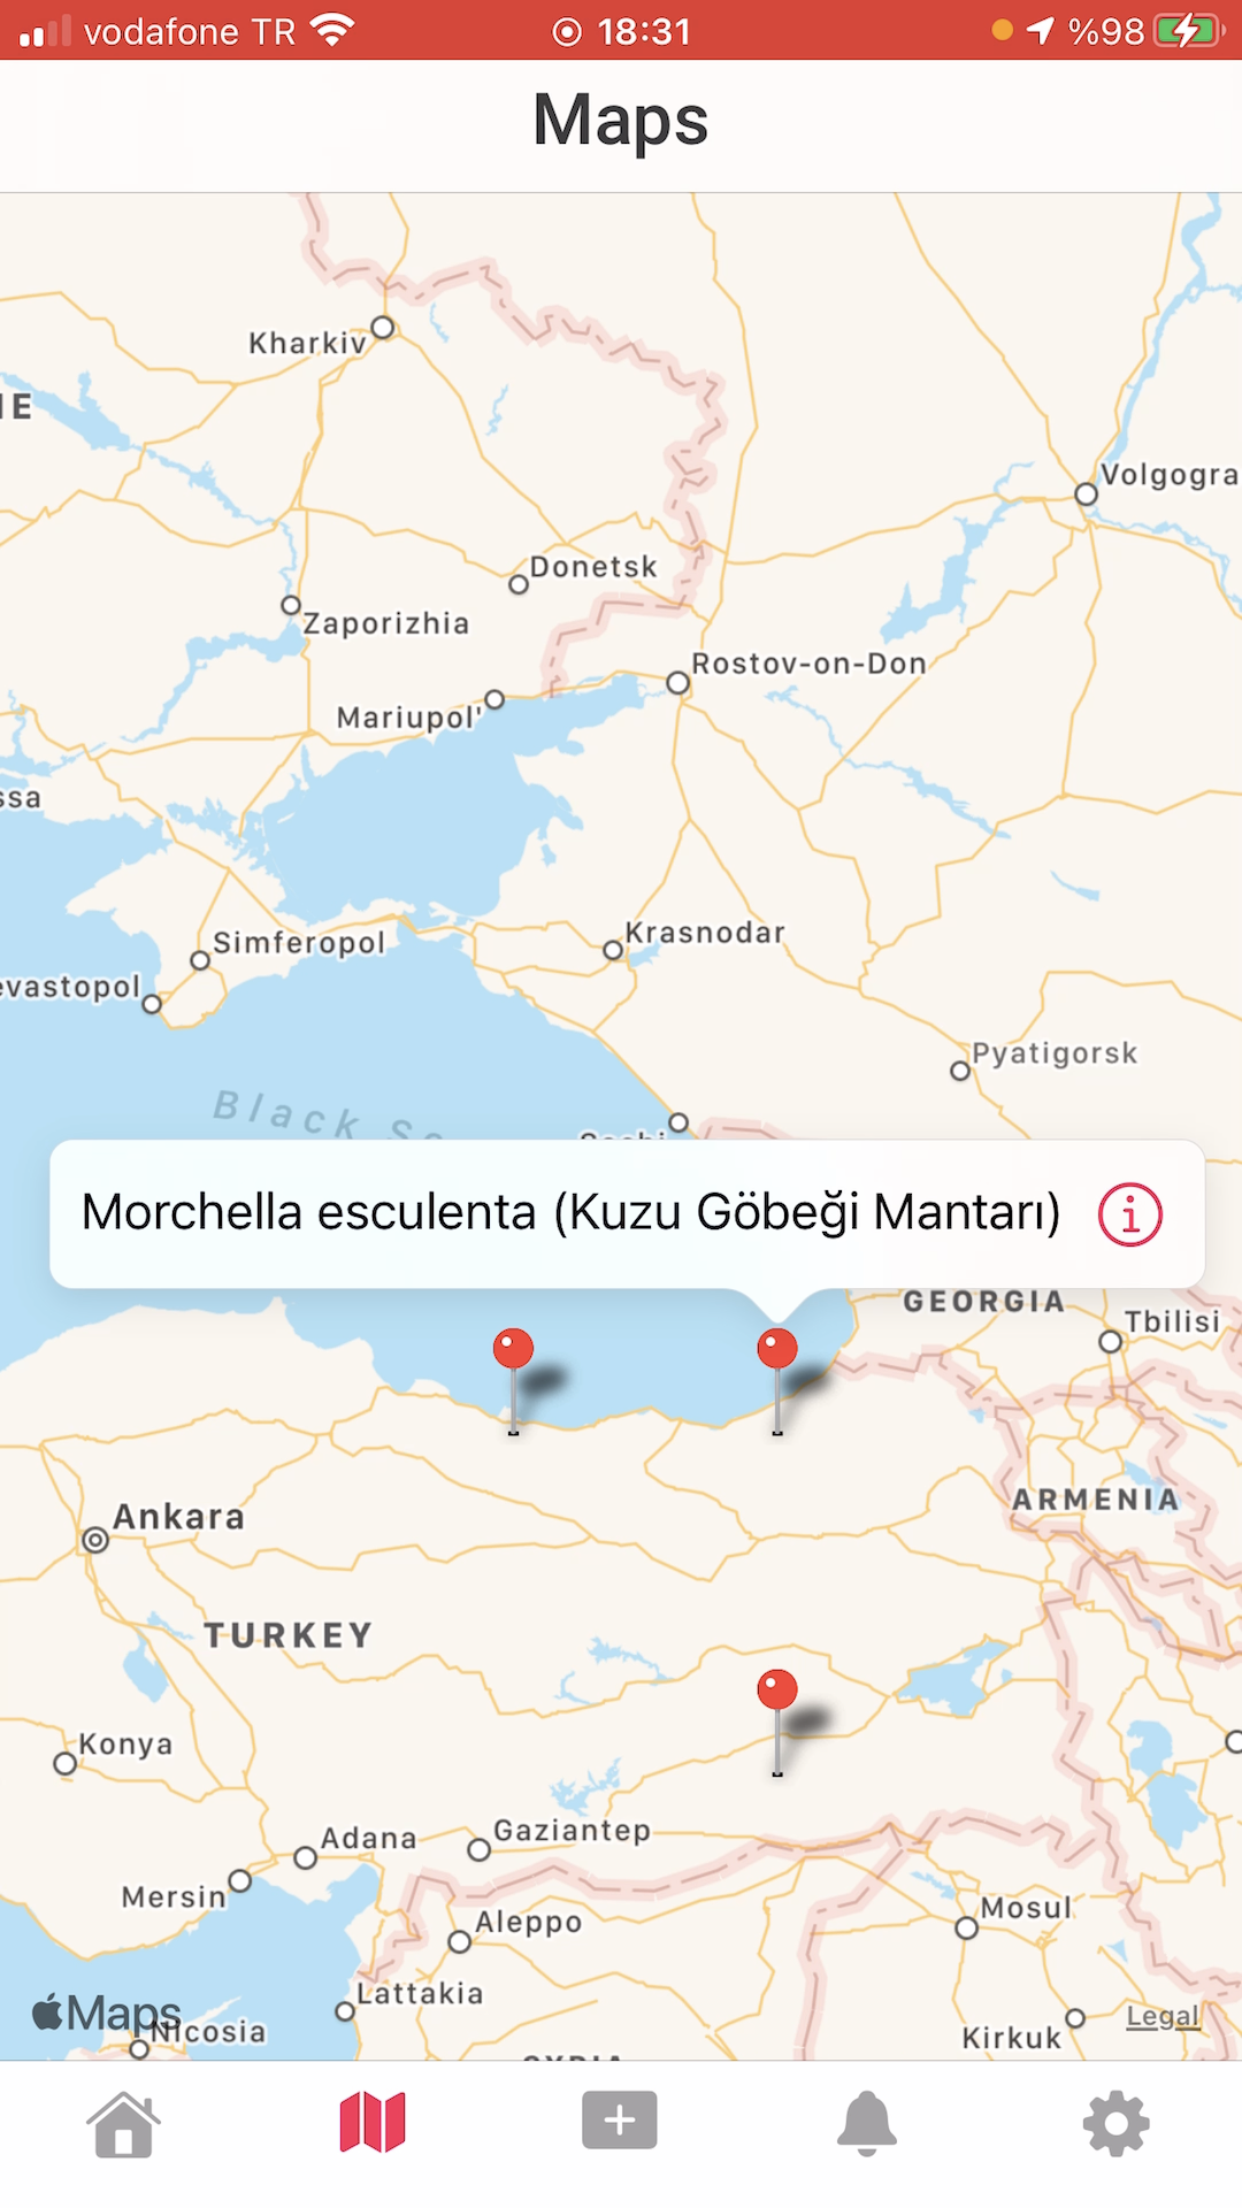 vodafone TR 18:31 %98
Maps
Kharkiv
IE
Volgogra
Donetsk
Zaporizhia
Rostov-on-Don
Mariupol'
ssa
Krasnodar
Simferopol
evastopol
Pyatigorsk
Black Se
Morchella esculenta (Kuzu Göbeği Mantarı)
GEORGIA
Tbilisi
ARMENIA
Ankara
TURKEY
Konya
Gaziantep
Adana
Mersin
Mosul
Aleppo
Lattakia
Maps
Nicosia
Legal
Kirkuk